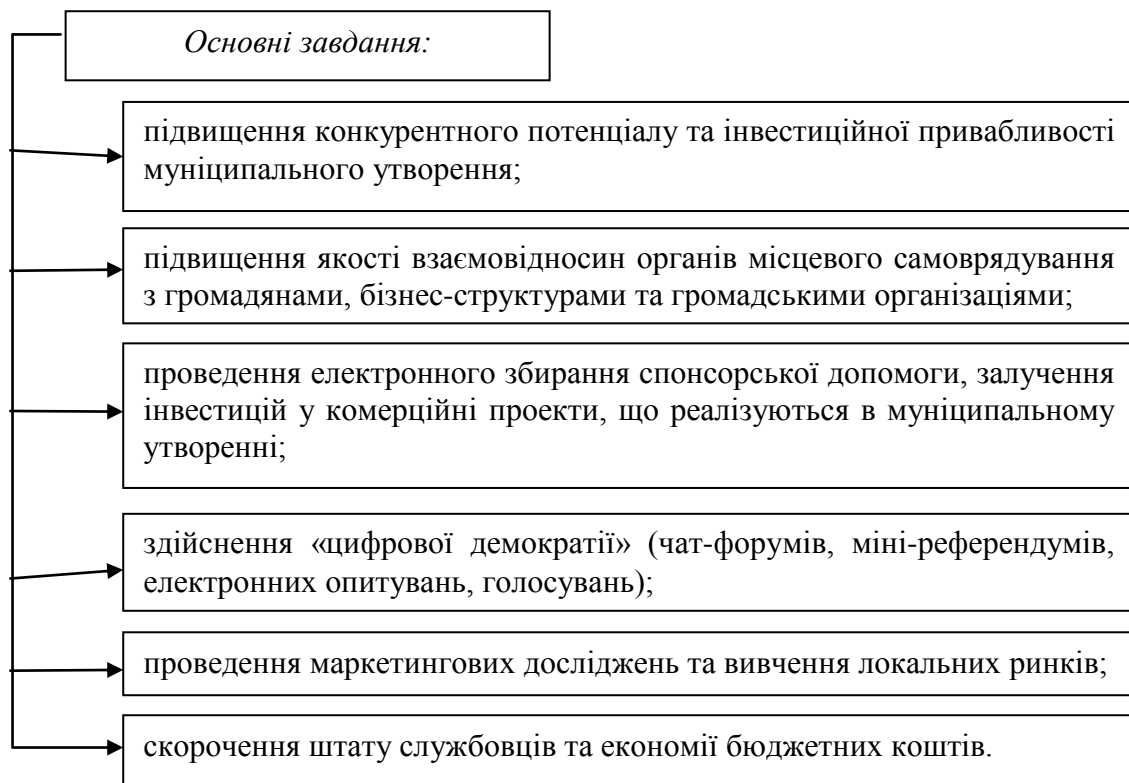 Основні завдання:
підвищення конкурентного потенціалу та інвестиційної привабливості
муніципального утворення;
підвищення якості взаємовідносин органів місцевого самоврядування
з громадянами, бізнес-структурами та громадськими організаціями;
проведення електронного збирання спонсорської допомоги, залучення
інвестицій у комерційні проекти, що реалізуються в муніципальному
утворенні;
здійснення «цифрової демократії» (чат-форумів, міні-референдумів,
електронних опитувань, голосувань);
проведення маркетингових досліджень та вивчення локальних ринків;
скорочення штату службовців та економії бюджетних коштів.